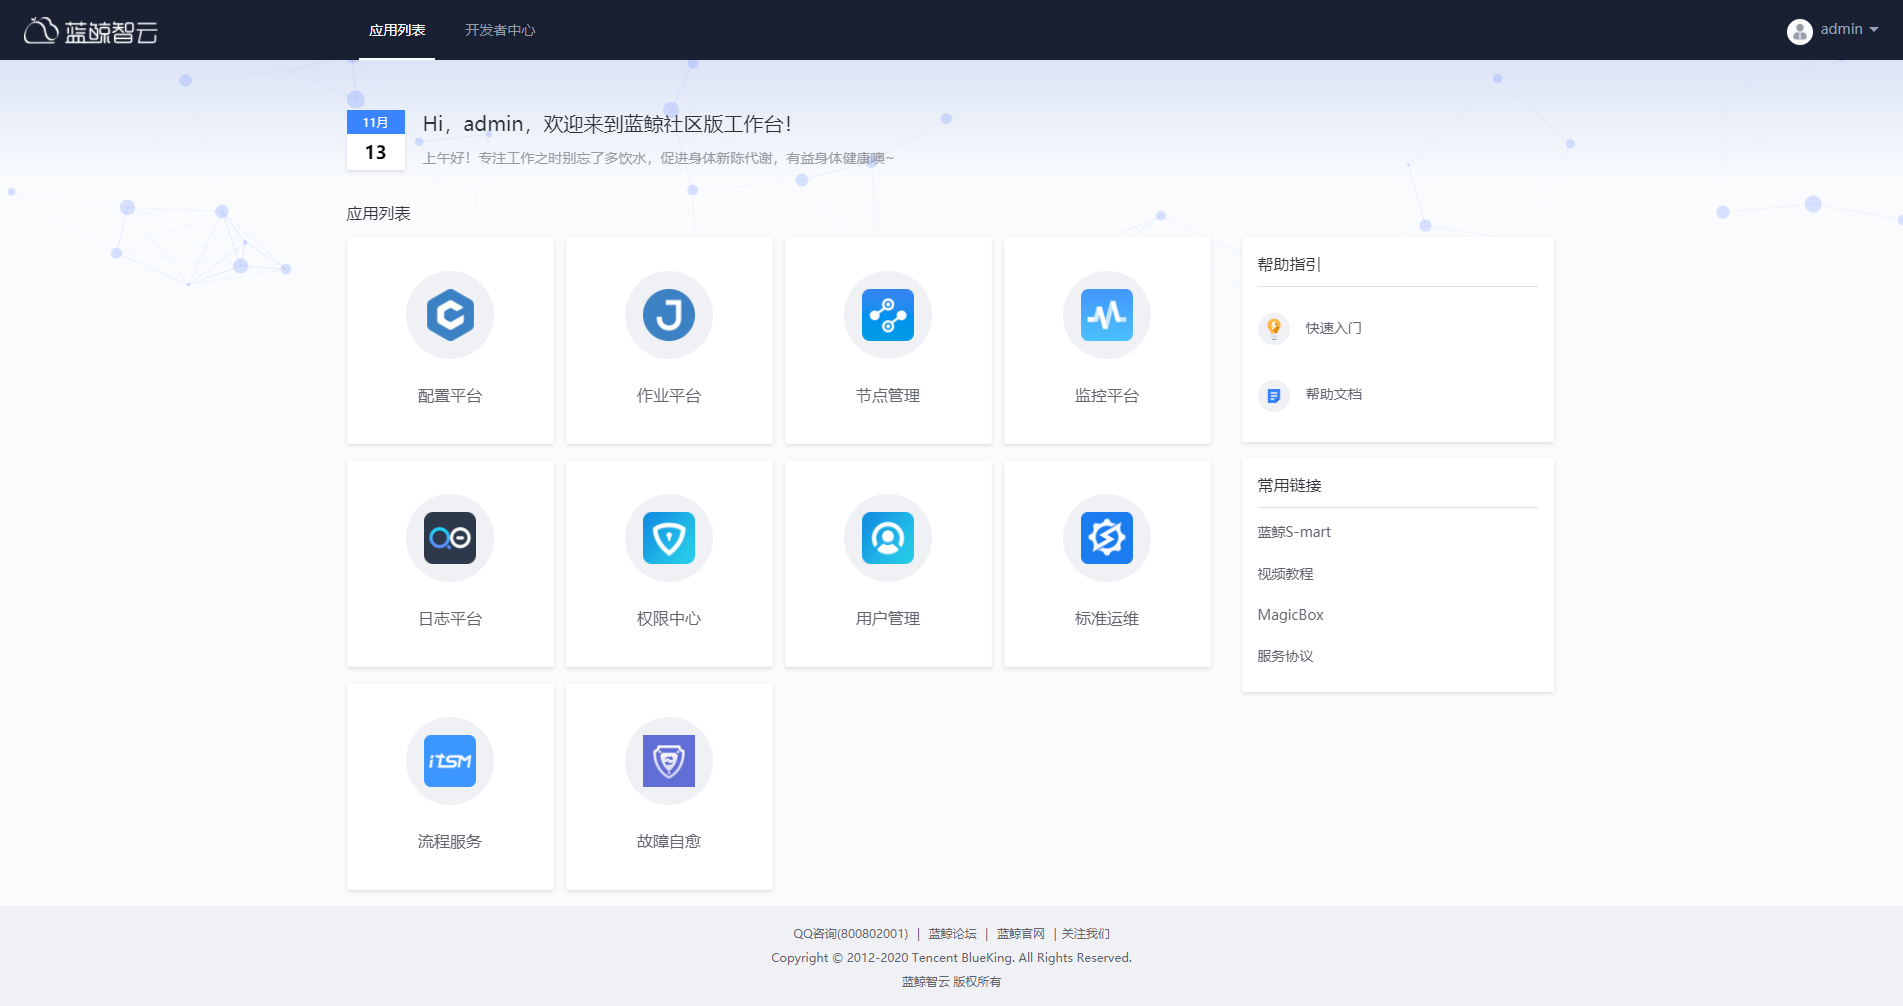 蓝鲸智云
应用列表
开发者中心
admin
11月
13
Hi，admin，欢迎来到蓝鲸社区版工作台！
上午好！专注工作之时别忘了多饮水，促进身体新陈代谢，有益身体健康噢~
应用列表
配置平台
作业平台
节点管理
监控平台
日志平台
权限中心
用户管理
标准运维
iTSM
流程服务
故障自愈
帮助指引
快速入门
帮助文档
常用链接
蓝鲸S-mart
视频教程
MagicBox
服务协议
QQ咨询(800802001) | 蓝鲸论坛 | 蓝鲸官网 | 关注我们
Copyright © 2012-2020 Tencent BlueKing. All Rights Reserved.
蓝鲸智云 版权所有